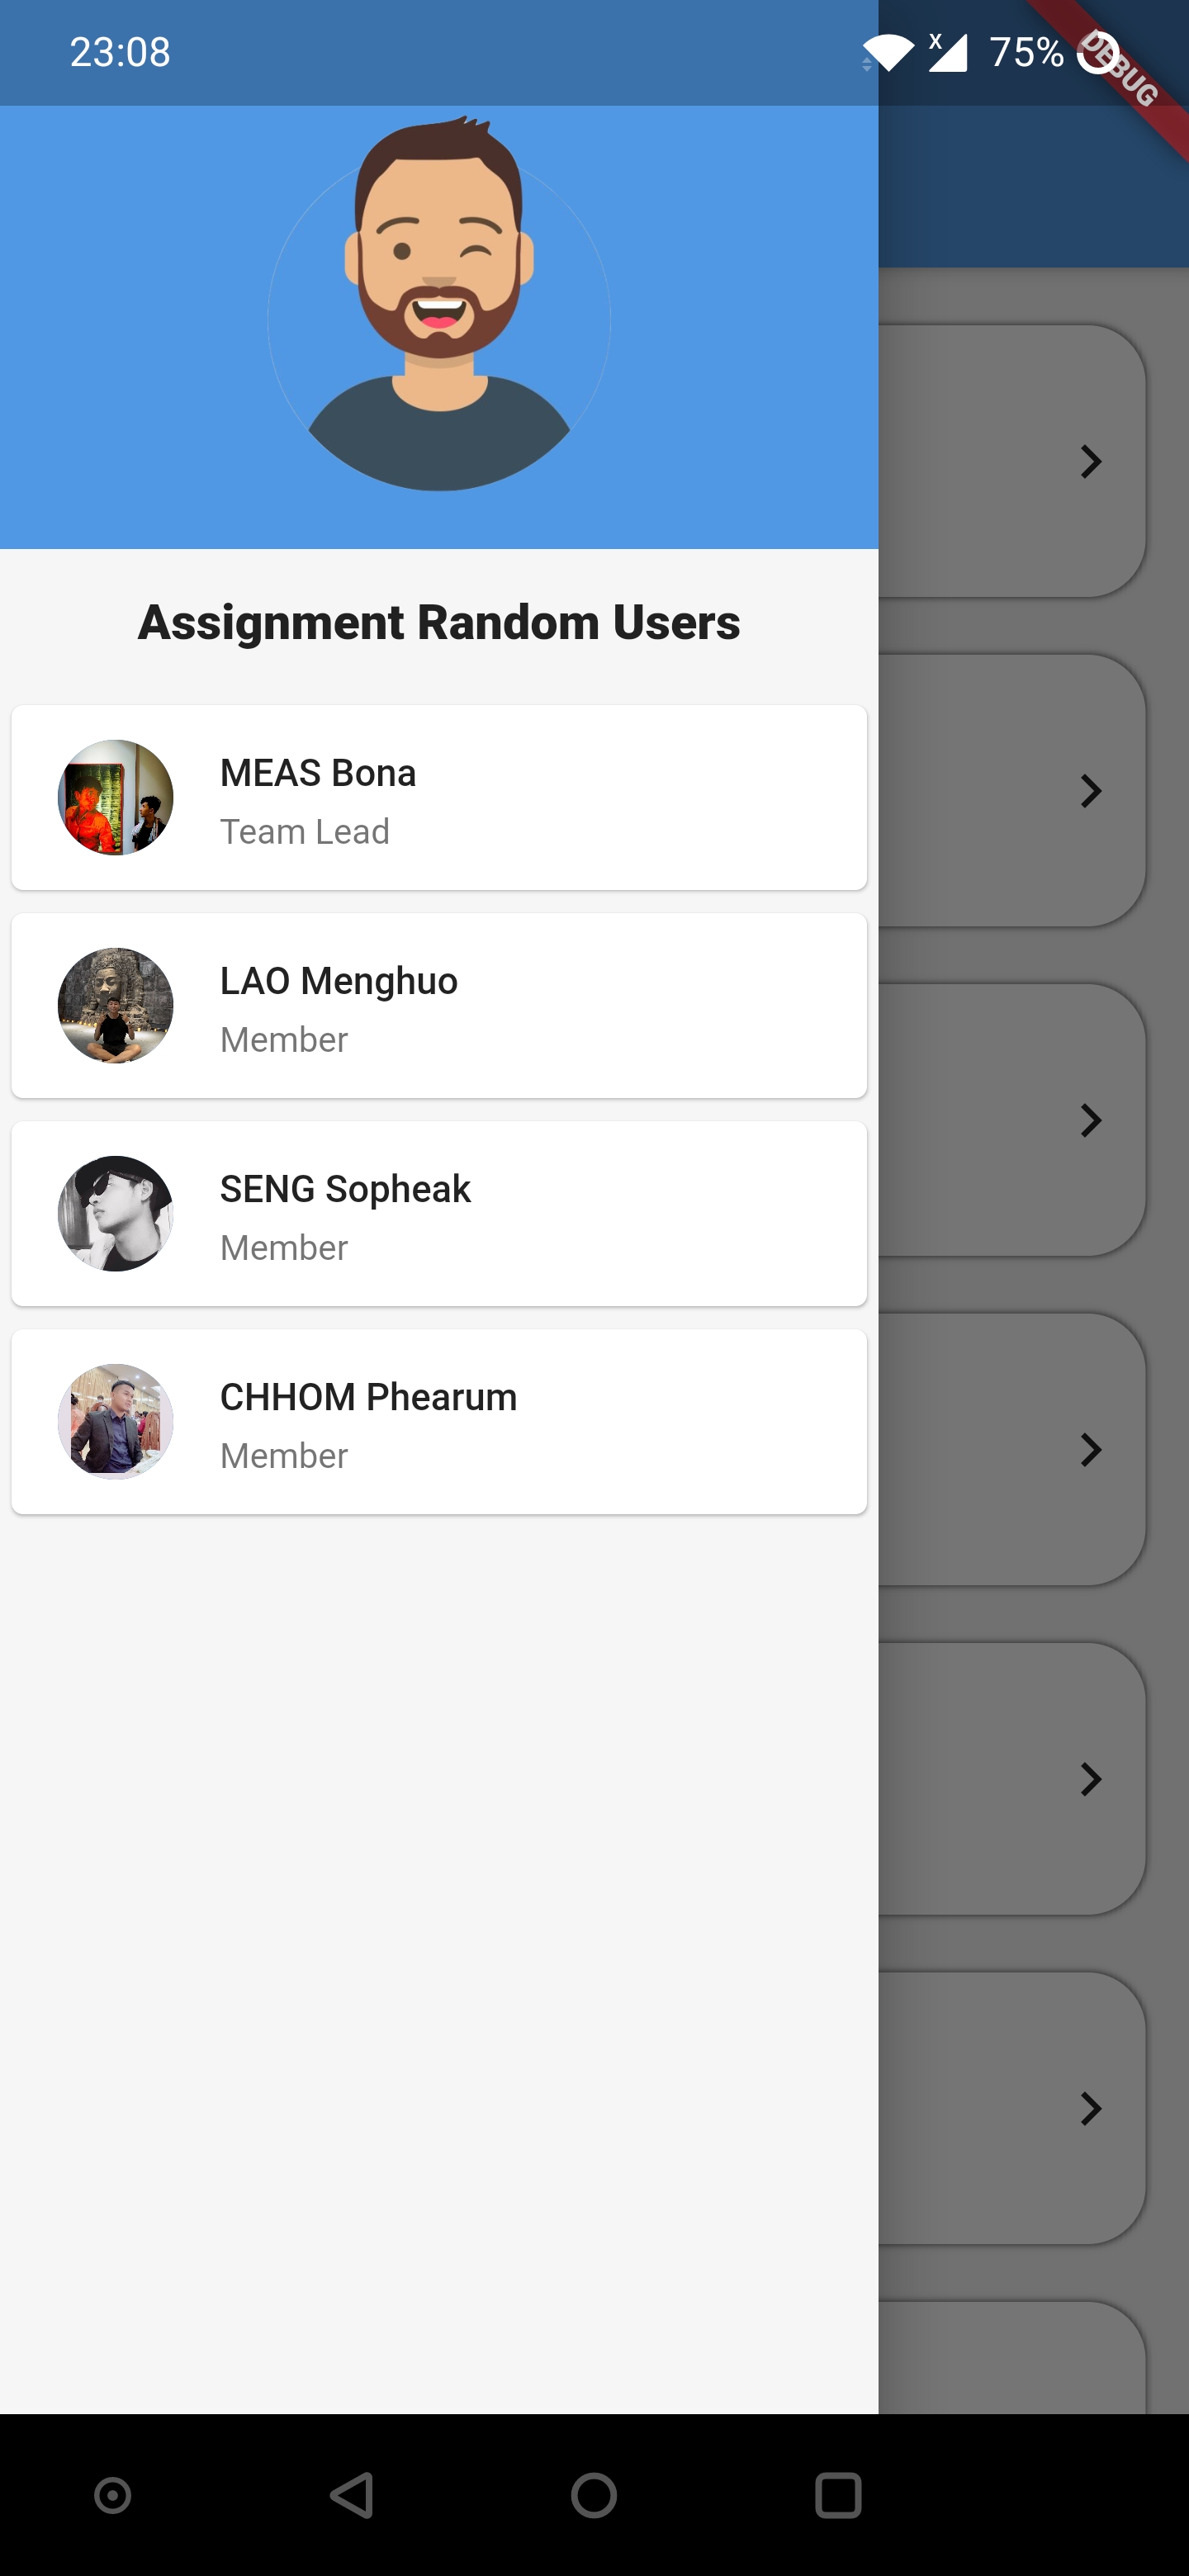 23:08
X
75%
DEBUG
Assignment Random Users
MEAS Bona
Team Lead
LAO Menghuo
Member
SENG Sopheak
Member
CHHOM Phearum
Member